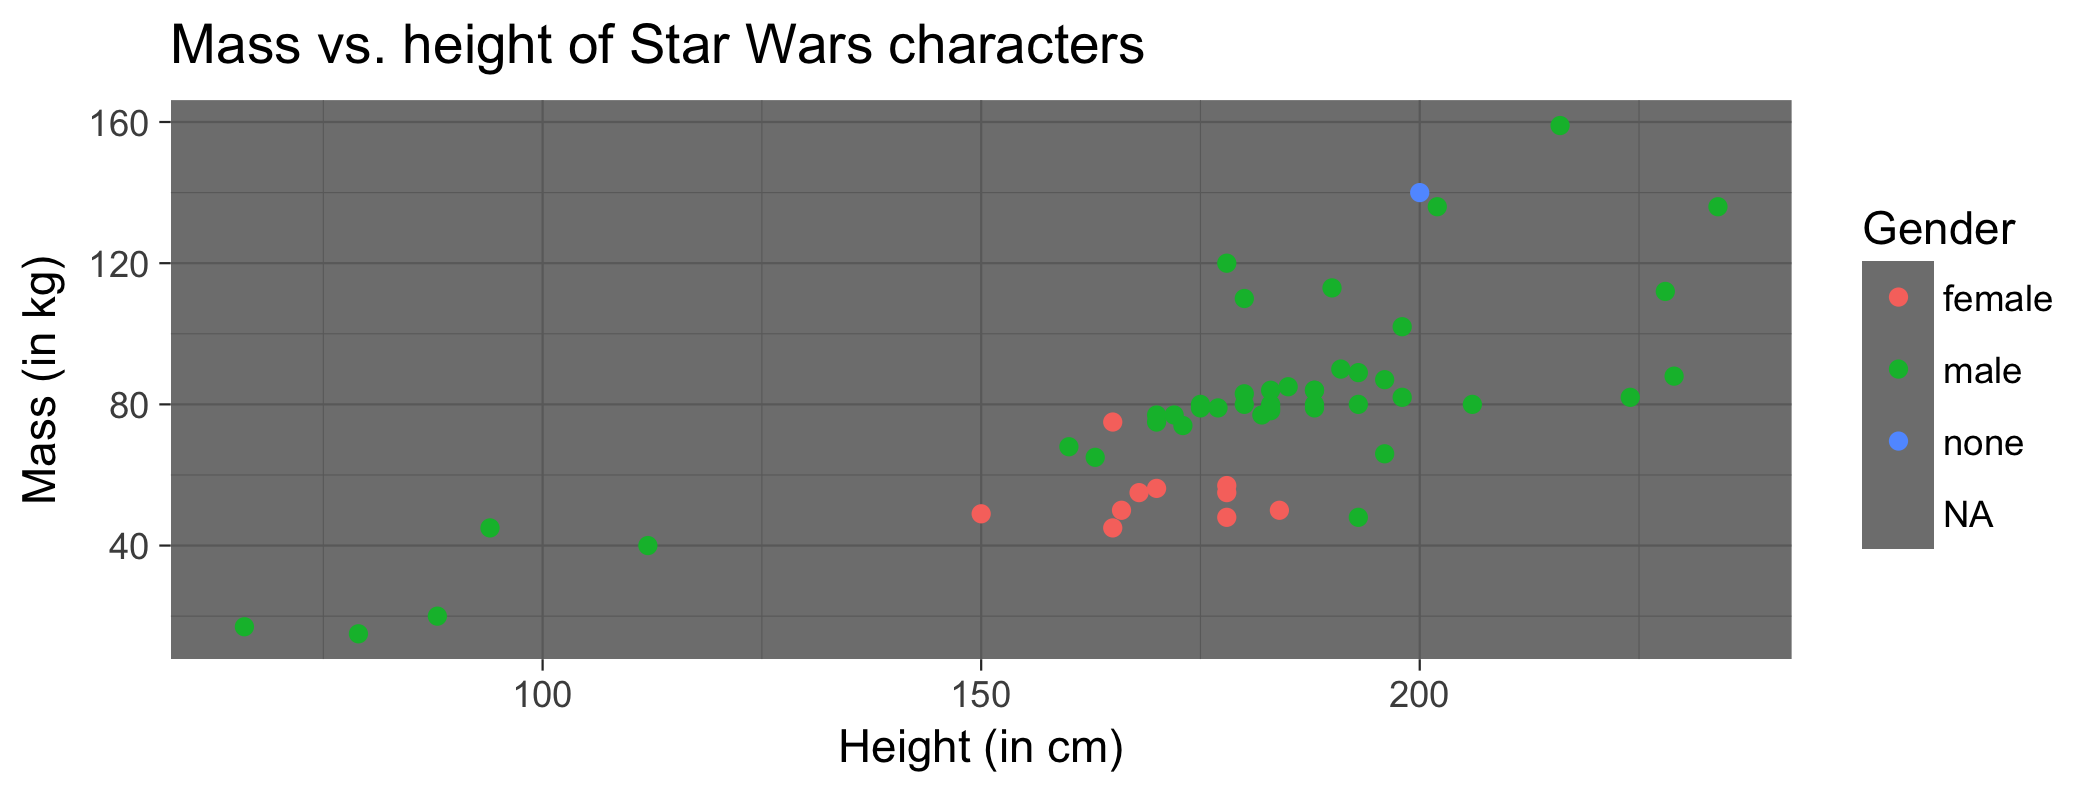 Mass vs. height of Star Wars characters
160
120
80
40
Mass (in kg)
100 150 200
Height (in cm)
Gender
female
male
none
NA